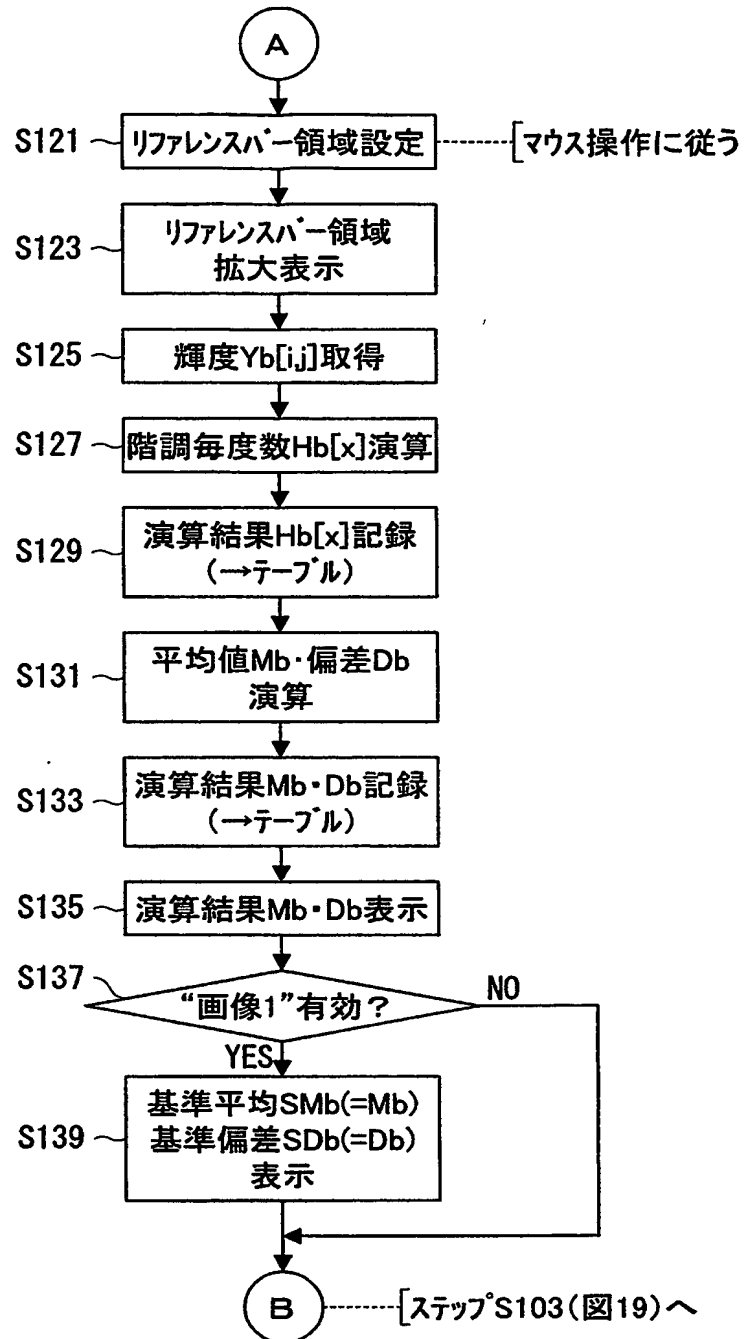 A
S121
リファレンスバー領域設定
マウス操作に従う
S123
リファレンスバー領域
拡大表示
S125
輝度Yb[i,j]取得
S127
階調毎度数Hb[x]演算
S129
演算結果Hb[x]記録
(→テーブル)
S131
平均値Mb・偏差Db
演算
S133
演算結果Mb・Db記録
(→テーブル)
S135
演算結果Mb・Db表示
S137
“画像1”有効?
NO
YES
S139
基準平均SMb(=Mb)
基準偏差SDb(=Db)
表示
B
ステップS103(図19)へ